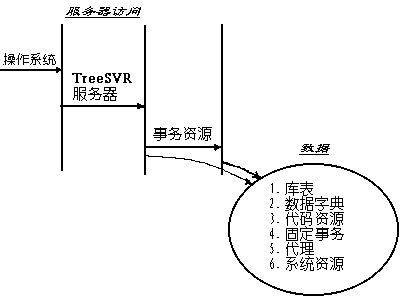 服务器访问
操作系统
TreeSVR
服务器
事务资源
数据
1. 库表
2. 数据字典
3. 代码资源
4. 固定事务
5. 代理
6. 系统资源